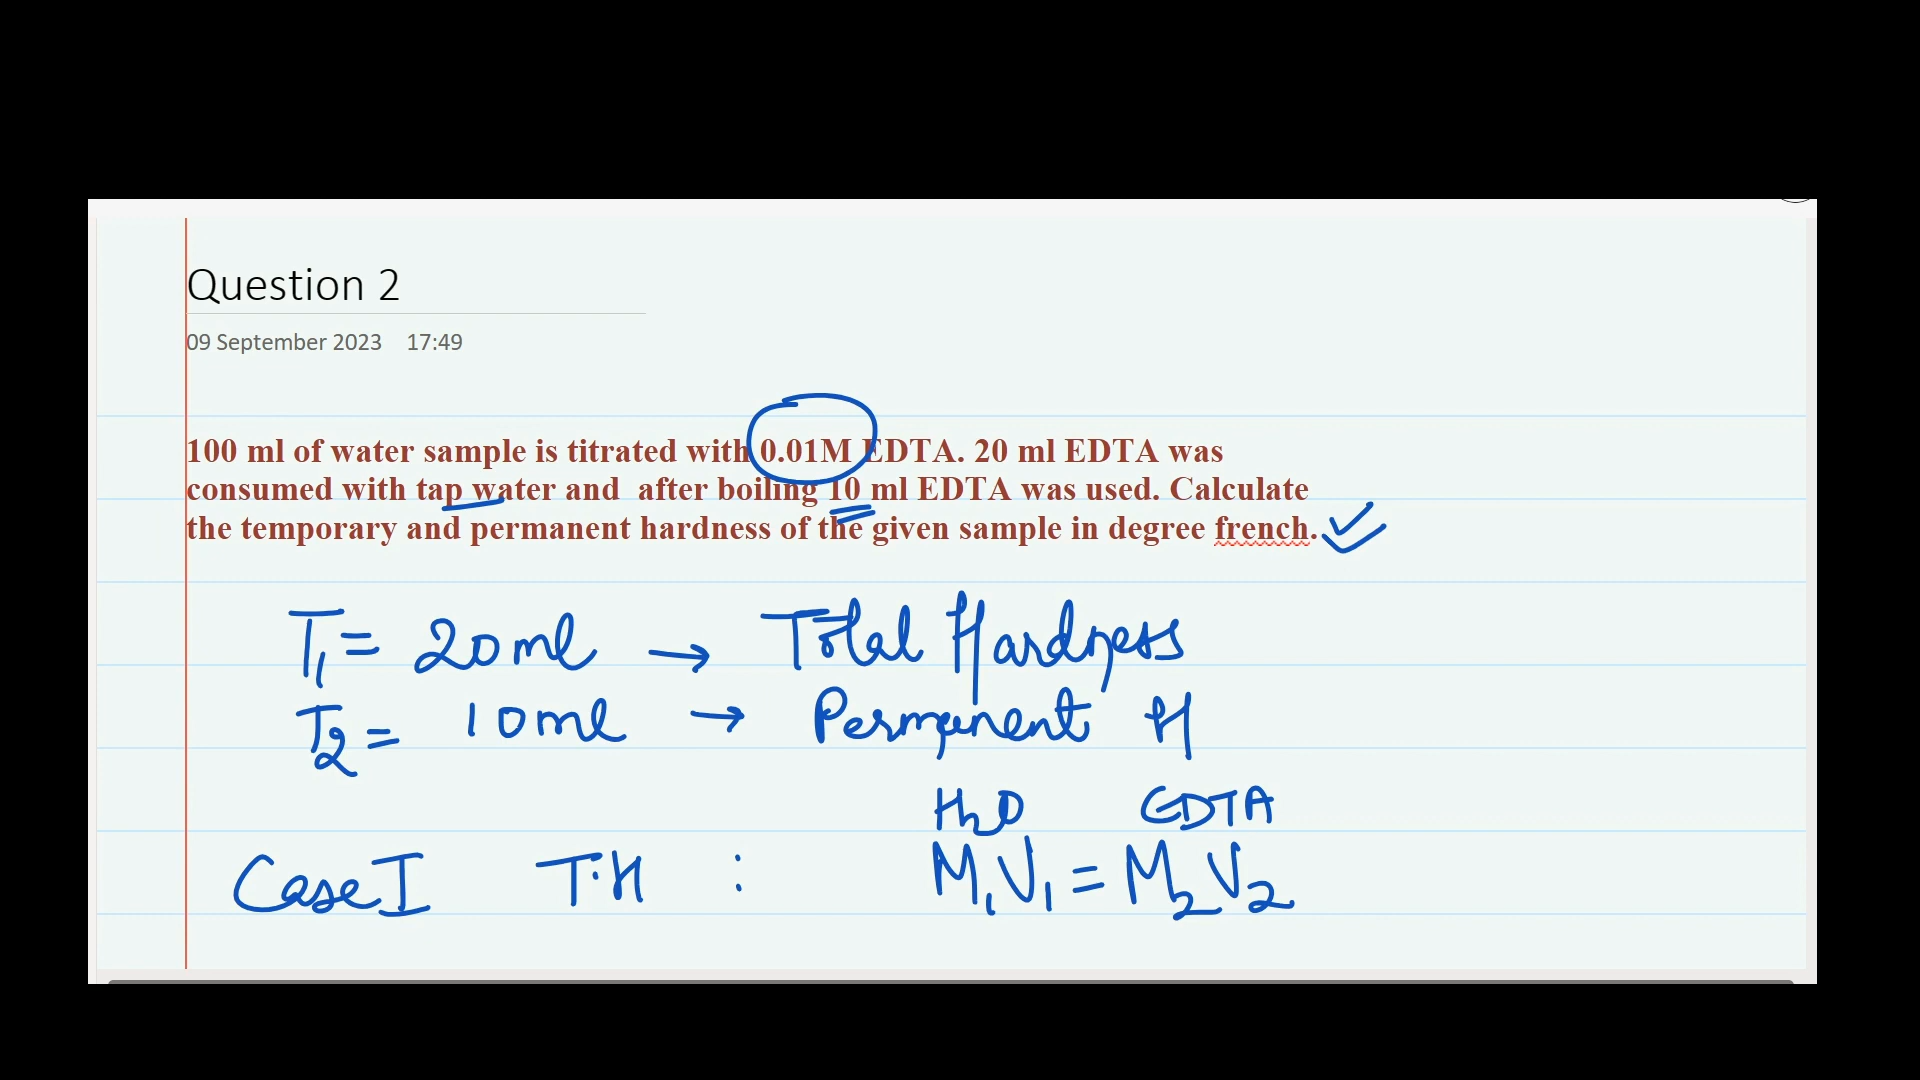 Question 2
09 September 2023 17:49
100 ml of water sample is titrated with 0.01M EDTA. 20 ml EDTA was
consumed with tap water and after boiling 10 ml EDTA was used. Calculate
the temporary and permanent hardness of the given sample in degree french.
T1 = 20ml → Total Hardness
T2 = 10ml → Permanent H
H2O EDTA
Case I T.H : M1V1 = M2V2